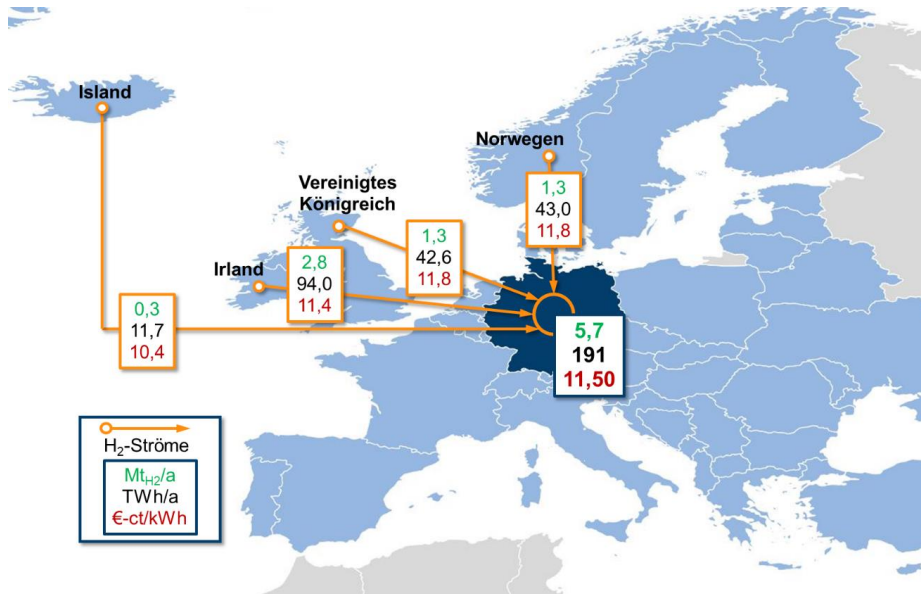 Island
Norwegen
1,3
43,0
11,8
Vereinigtes
Königreich
1,3
42,6
11,8
Irland
2,8
94,0
11,4
0,3
11,7
10,4
5,7
191
11,50
H₂-Ströme
Mt_H2/a
TWh/a
€-ct/kWh